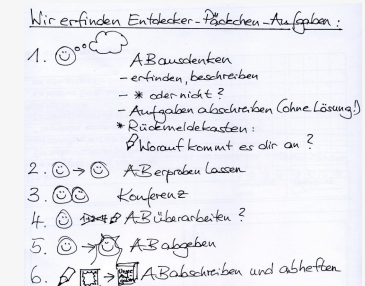 Wir erfinden Entdecker-Päckchen-Aufgaben:
1. AB ausdenken
- erfinden, beschreiben
- * oder nicht?
- Aufgaben abschreiben (ohne Lösung!)
* Rückmeldekasten:
Worauf kommt es dir an?
2. → AB erproben lassen
3. Konferenz
4. AB überarbeiten?
5. → AB abgeben
6. → AB abschreiben und abheften